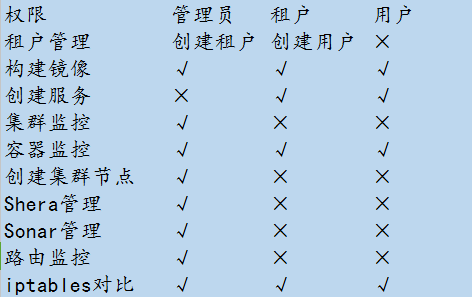 权限 管理员 租户 用户
租户管理 创建租户 创建用户 ×
构建镜像 √ √ √
创建服务 × √ √
集群监控 √ × ×
容器监控 √ √ √
创建集群节点 √ × ×
Shera管理 √ × ×
Sonar管理 √ × ×
路由监控 √ × ×
iptables对比 √ √ √